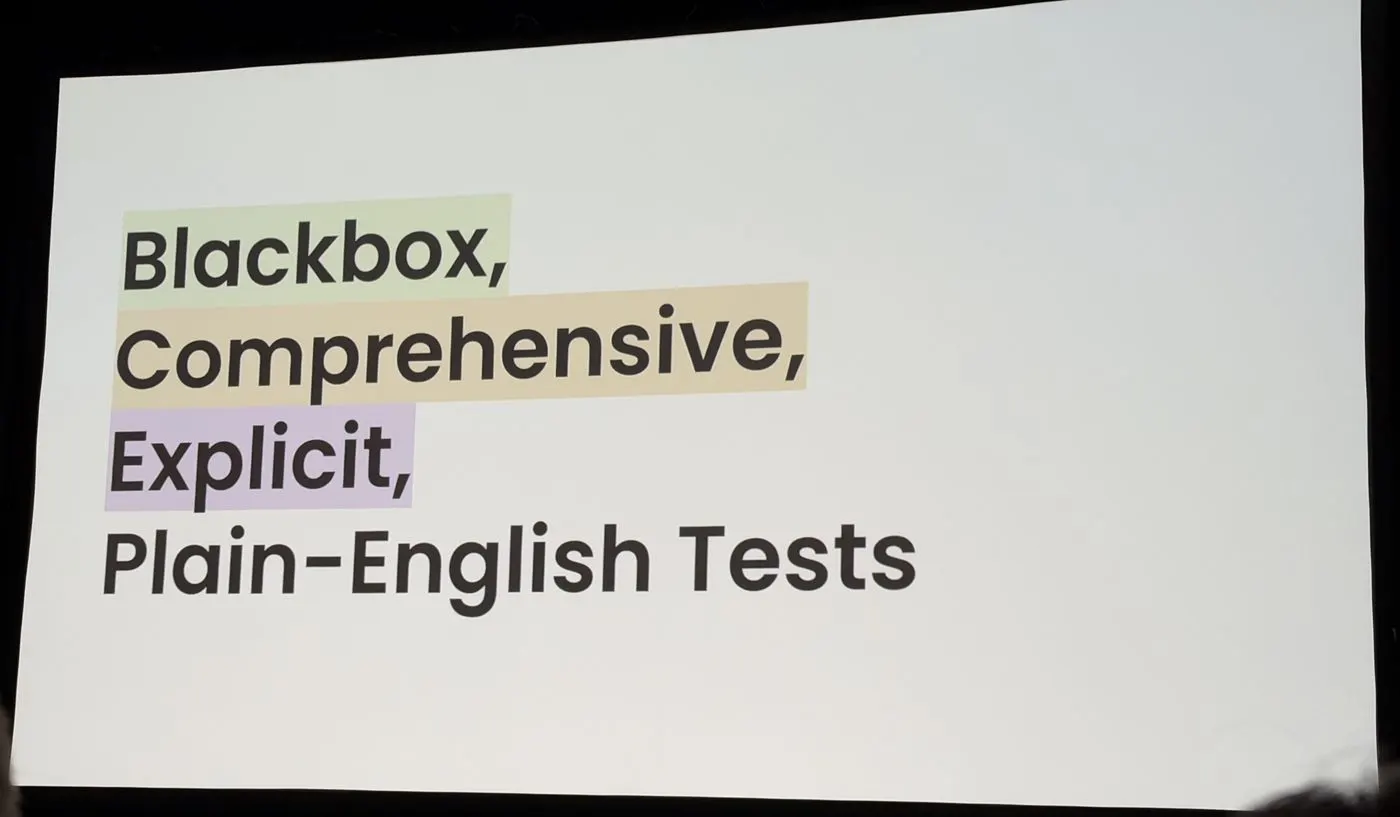 Blackbox,
Comprehensive,
Explicit,
Plain-English Tests